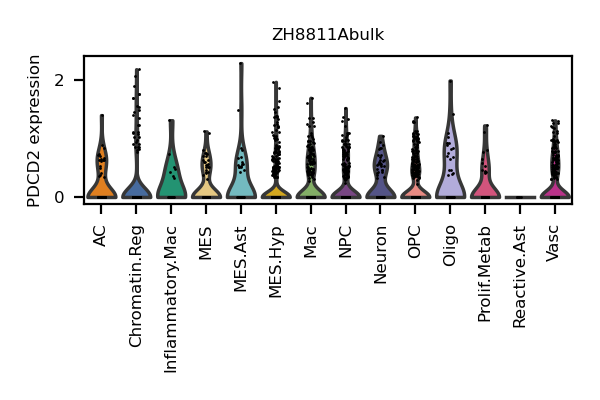 ZH8811Abulk
PDCD2 expression
2
0
AC
Chromatin.Reg
Inflammatory.Mac
MES
MES.Ast
MES.Hyp
Mac
NPC
Neuron
OPC
Oligo
Prolif.Metab
Reactive.Ast
Vasc